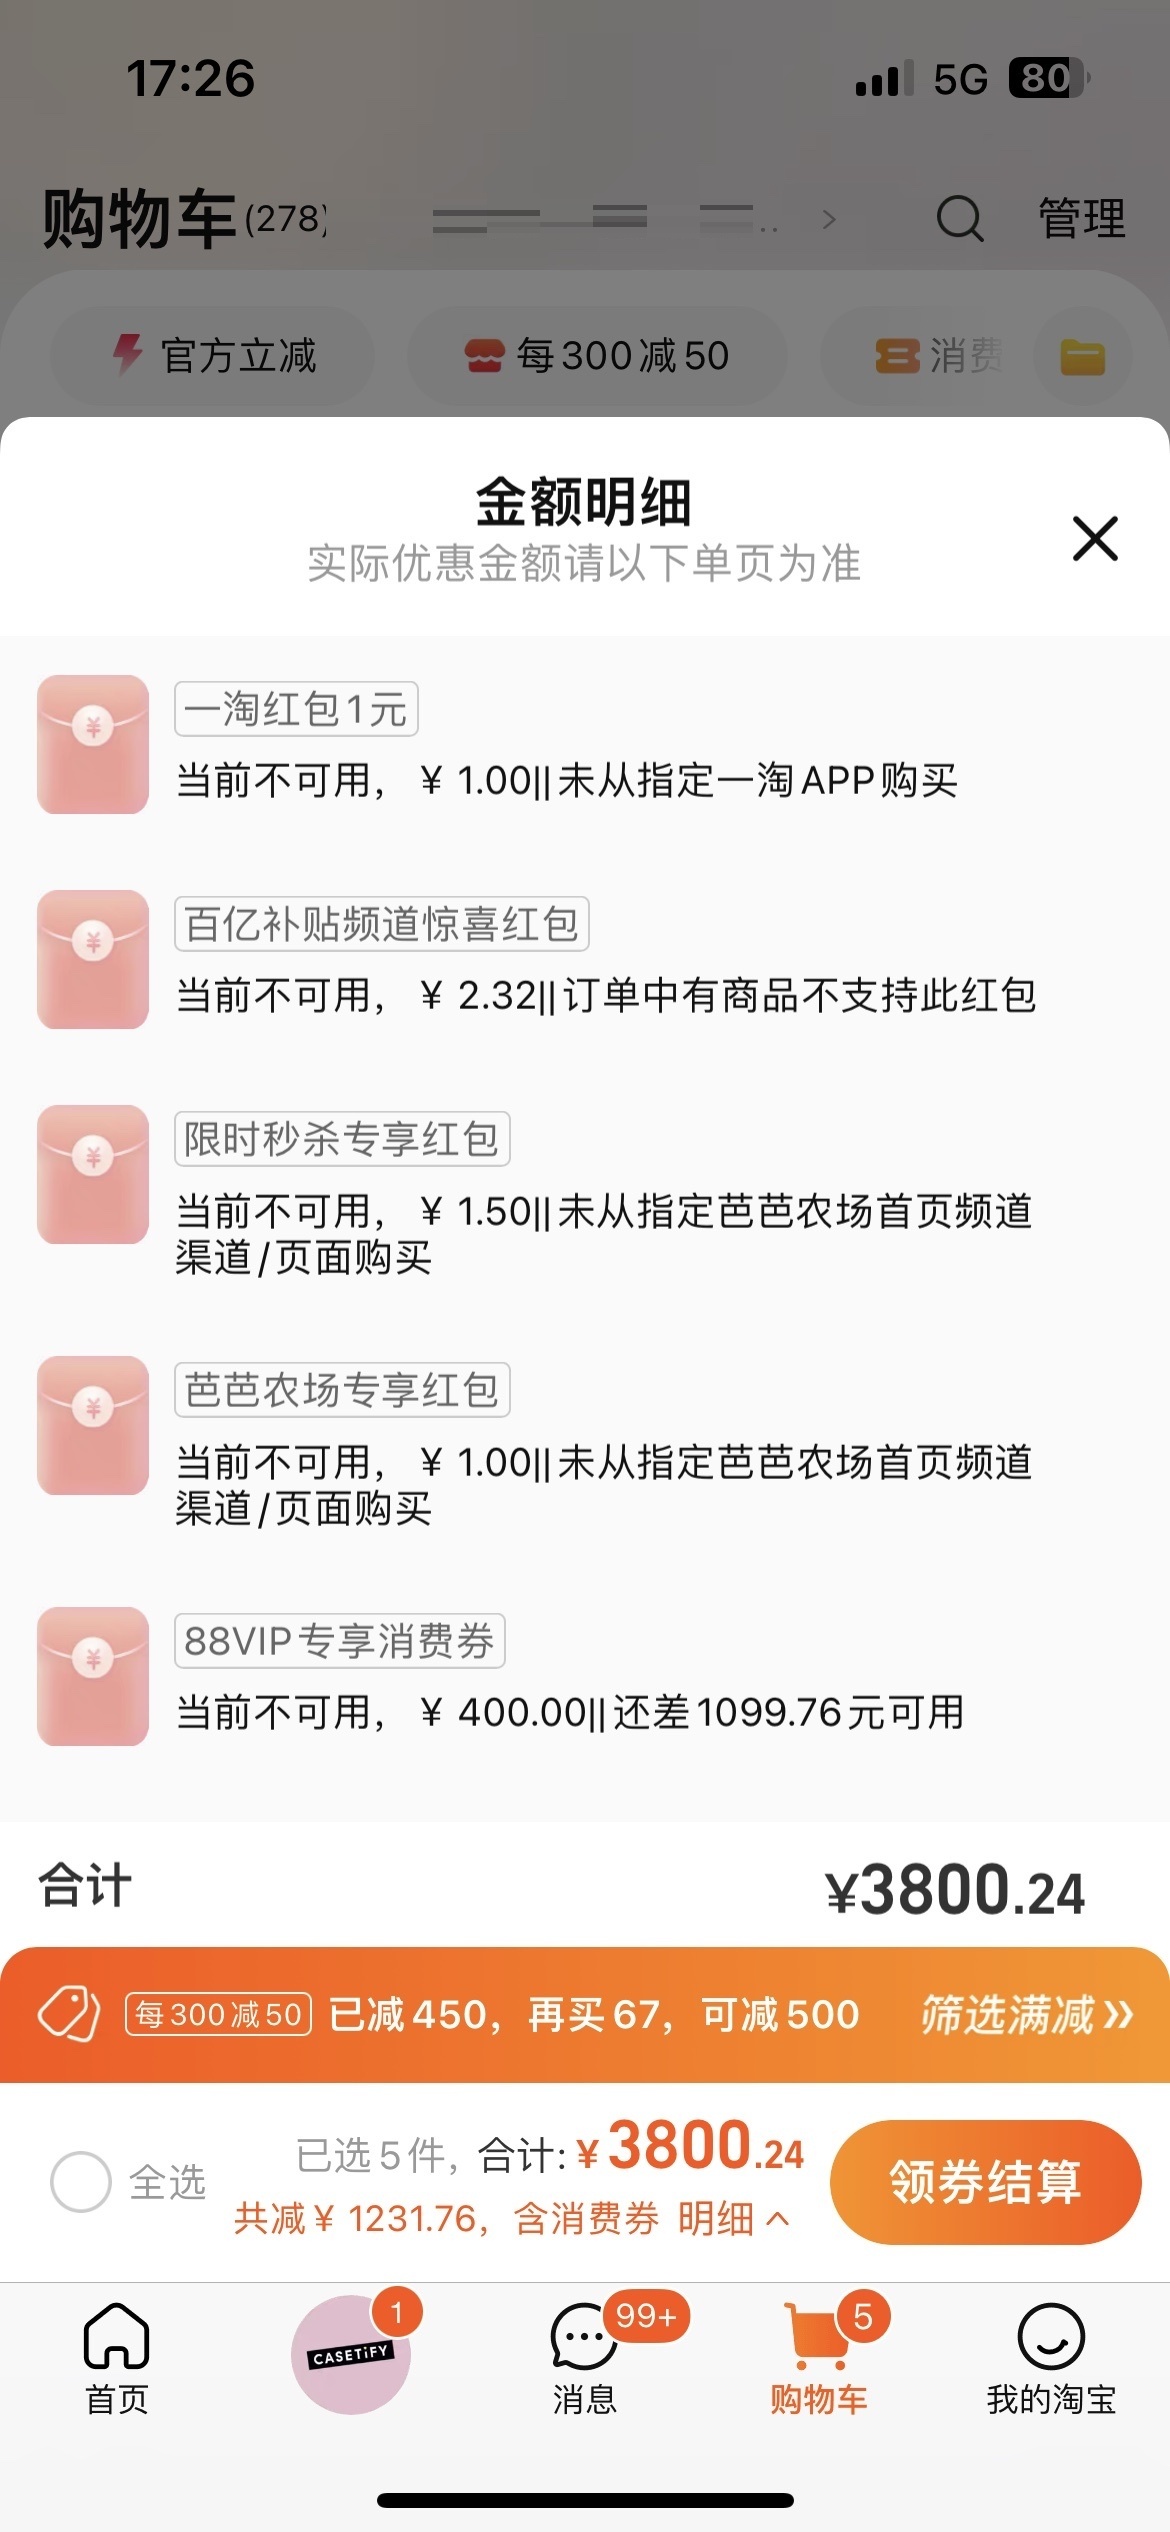 17:26
5G 80
购物车(278)
管理
官方立减
每300减50
消费
金额明细
实际优惠金额请以下单页为准
一淘红包1元
当前不可用，￥1.00||未从指定一淘APP购买
百亿补贴频道惊喜红包
当前不可用，￥2.32||订单中有商品不支持此红包
限时秒杀专享红包
当前不可用，￥1.50||未从指定芭芭农场首页频道
渠道/页面购买
芭芭农场专享红包
当前不可用，￥1.00||未从指定芭芭农场首页频道
渠道/页面购买
88VIP专享消费券
当前不可用，￥400.00||还差1099.76元可用
合计
¥3800.24
每300减50 已减450，再买67，可减500 筛选满减»
全选
已选5件，合计:￥3800.24
共减￥1231.76，含消费券 明细
领券结算
1
99+
5
CASETiFY
首页
消息
购物车
我的淘宝